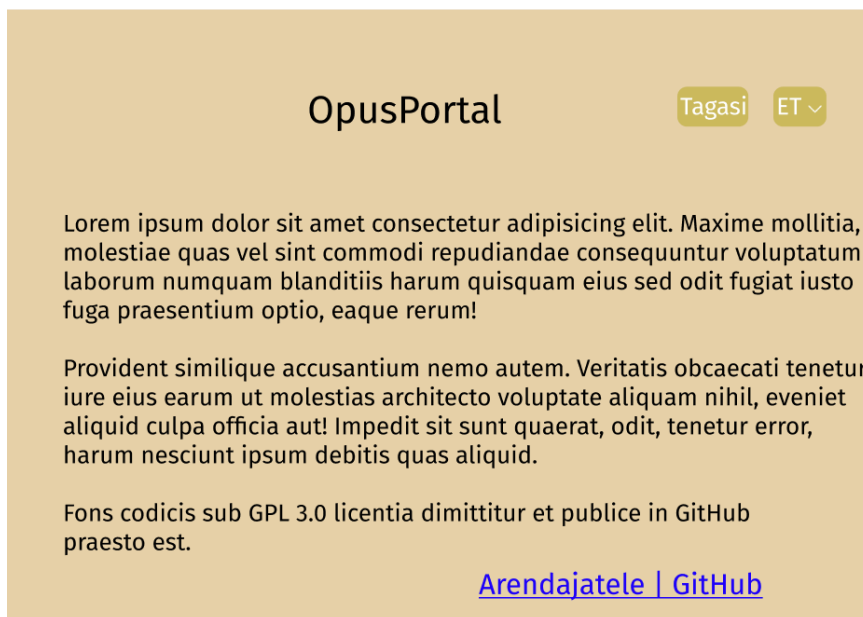 OpusPortal
Tagasi
ET
Lorem ipsum dolor sit amet consectetur adipisicing elit. Maxime mollitia,
molestiae quas vel sint commodi repudiandae consequuntur voluptatum
laborum numquam blanditiis harum quisquam eius sed odit fugiat iusto
fuga praesentium optio, eaque rerum!
Provident similique accusantium nemo autem. Veritatis obcaecati tenetur
iure eius earum ut molestias architecto voluptate aliquam nihil, eveniet
aliquid culpa officia aut! Impedit sit sunt quaerat, odit, tenetur error,
harum nesciunt ipsum debitis quas aliquid.
Fons codicis sub GPL 3.0 licentia dimittitur et publice in GitHub
praesto est.
Arendajatele | GitHub